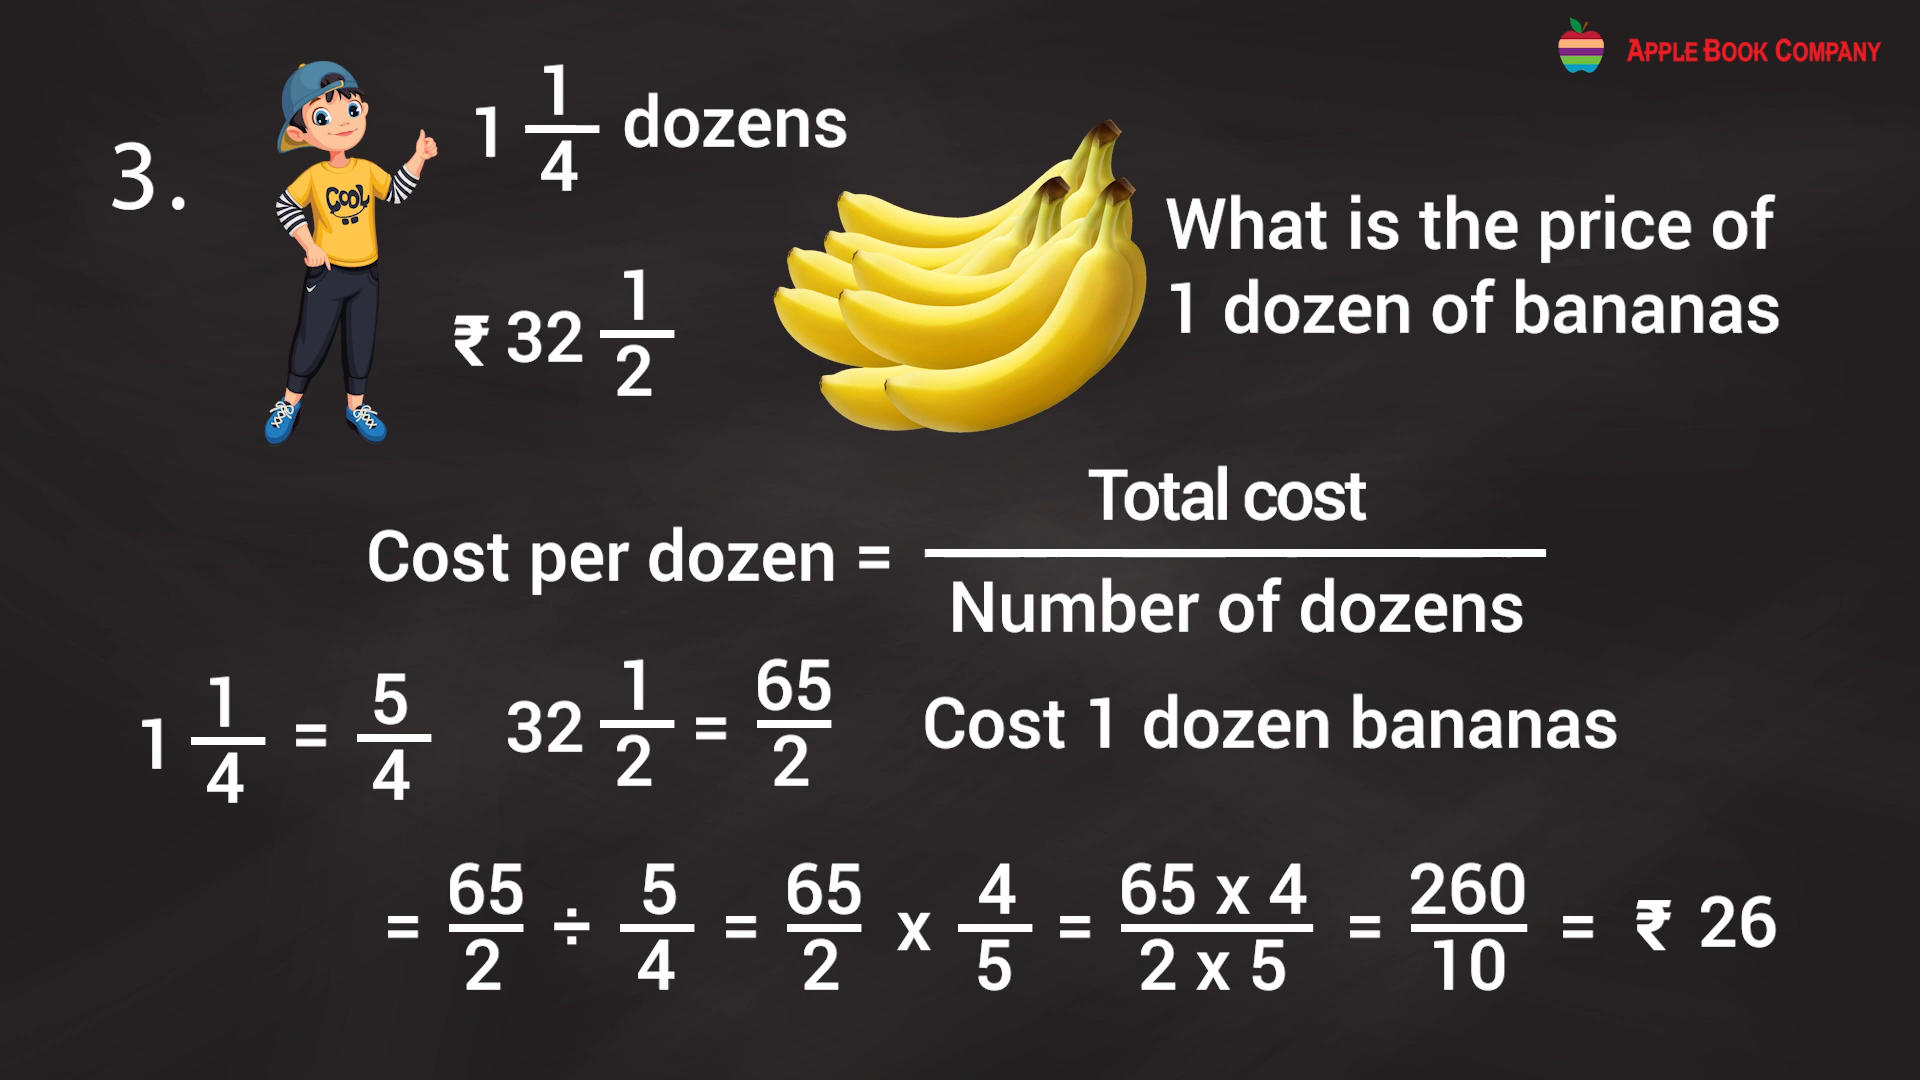 APPLE BOOK COMPANY
3.
COOL
1 1/4 dozens
₹ 32 1/2
What is the price of
1 dozen of bananas
Cost per dozen = Total cost / Number of dozens
1 1/4 = 5/4 32 1/2 = 65/2 Cost 1 dozen bananas
= 65/2 ÷ 5/4 = 65/2 x 4/5 = 65 x 4 / 2 x 5 = 260/10 = ₹ 26